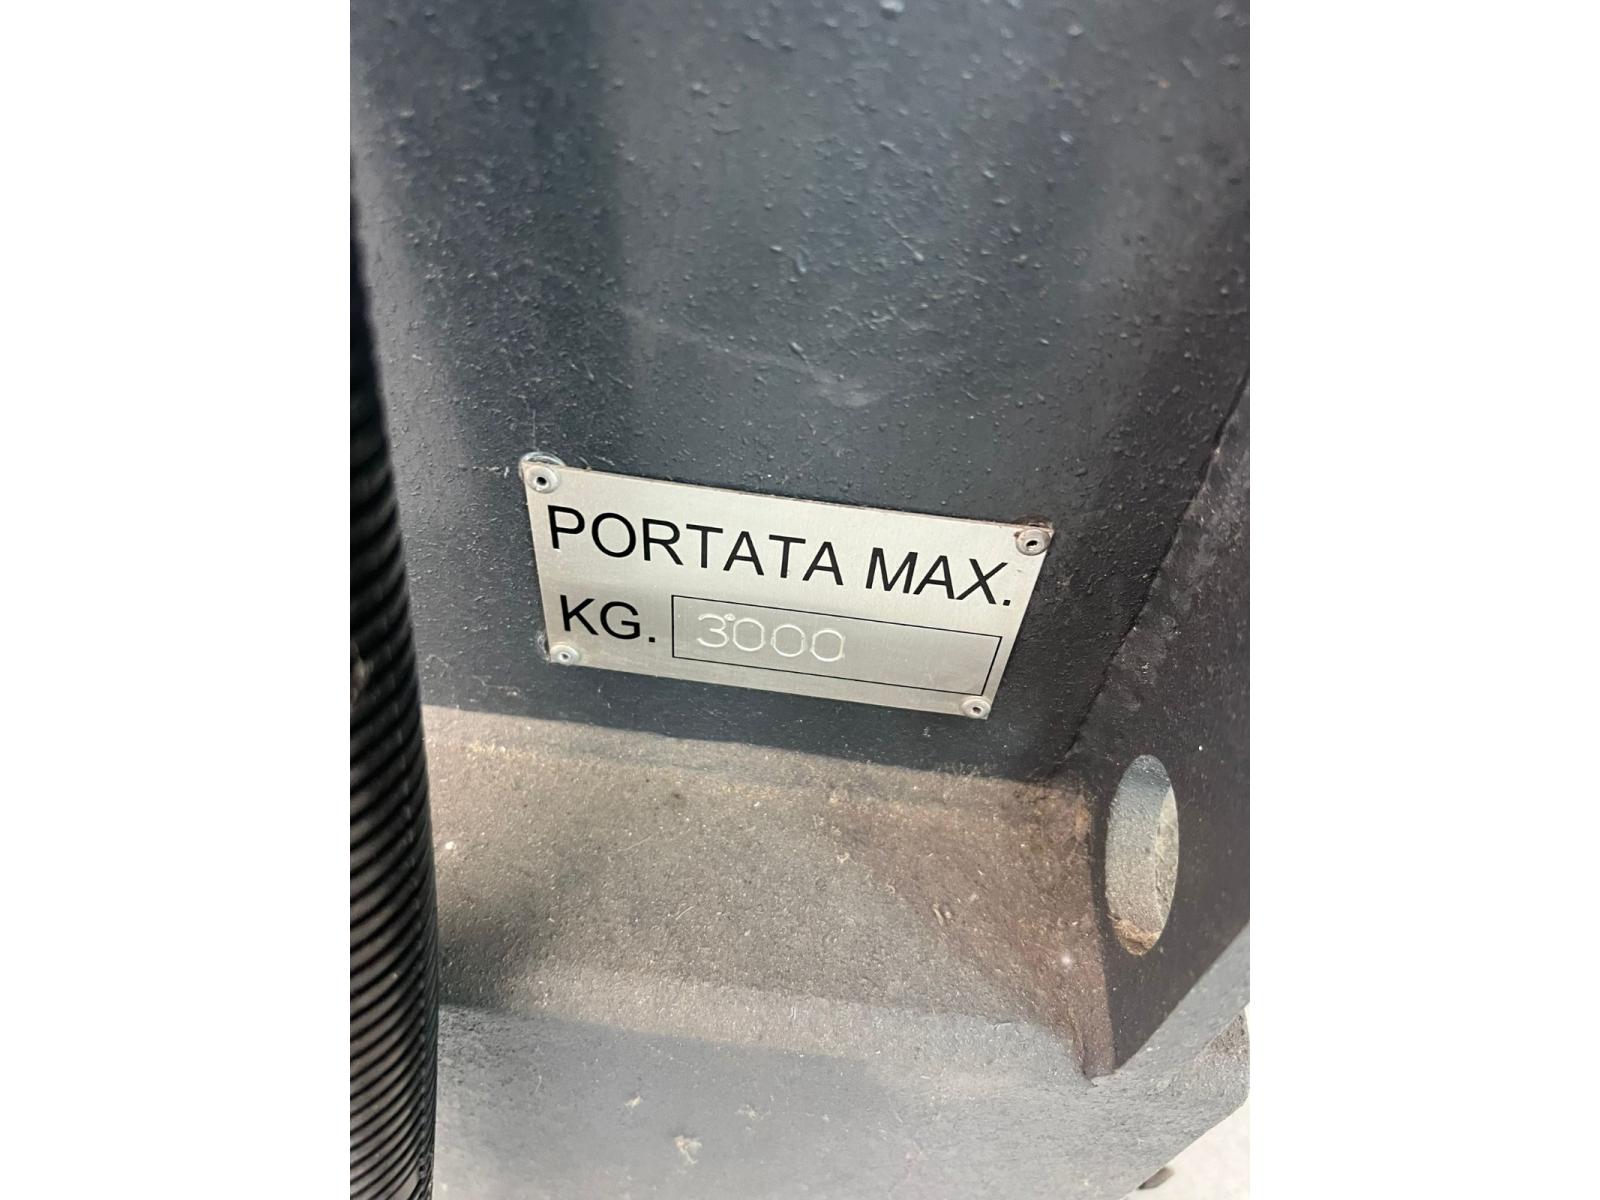 PORTATA MAX.
KG. 3000